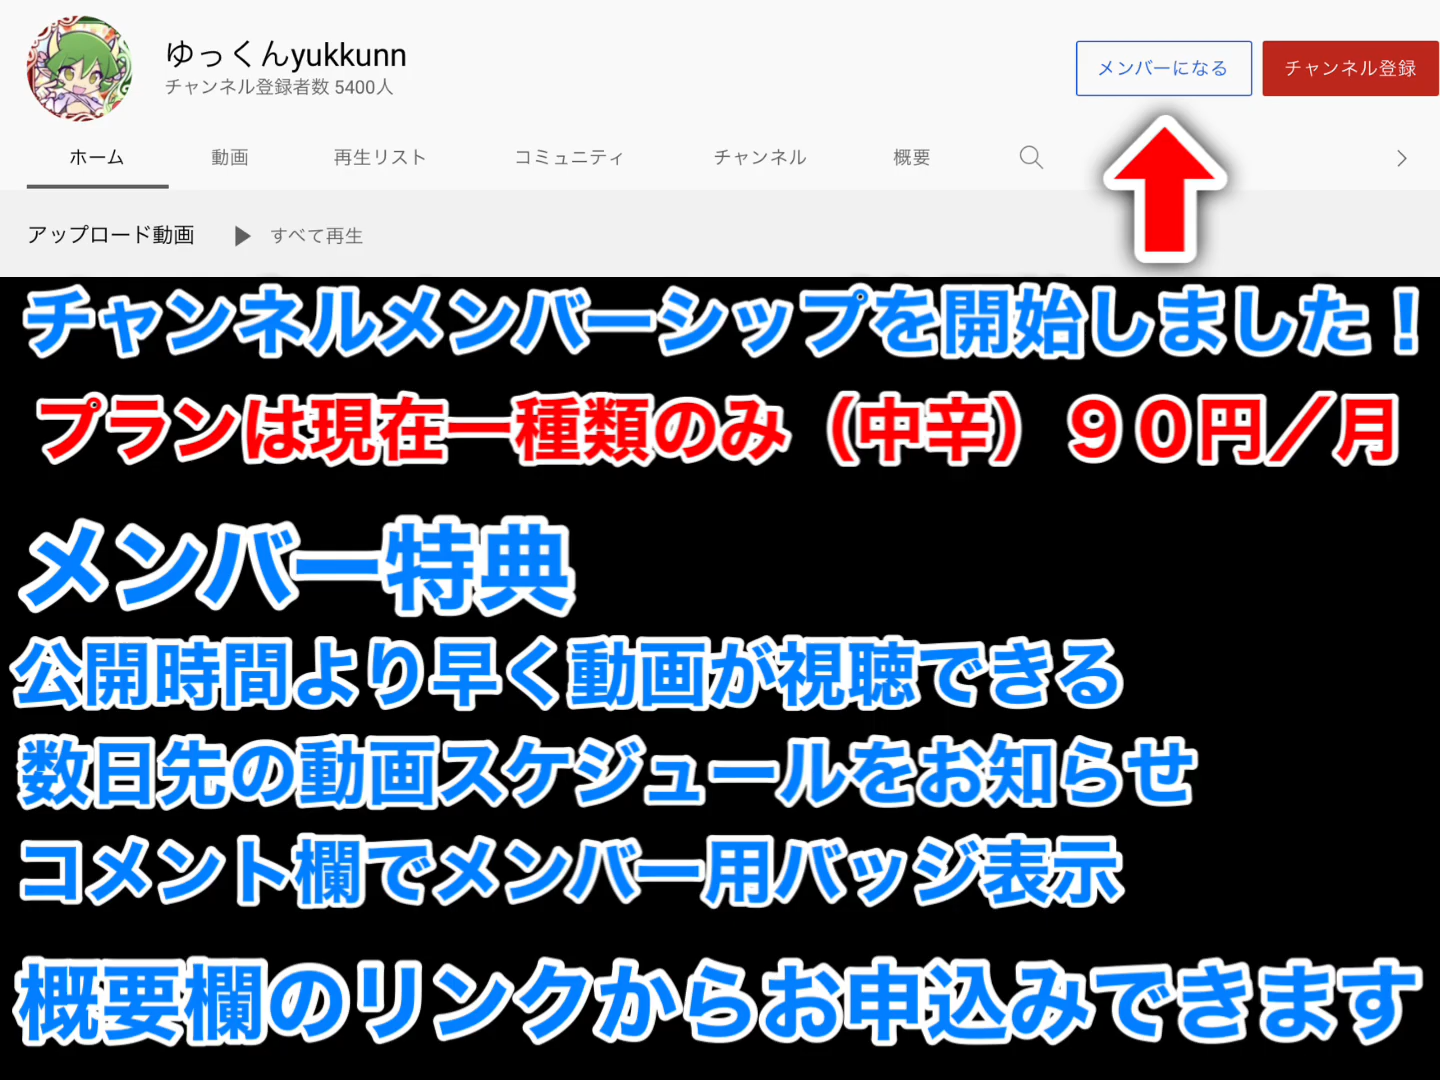 ゆっくんyukkunn
チャンネル登録者数 5400人
メンバーになる
チャンネル登録
ホーム 動画 再生リスト コミュニティ チャンネル 概要
アップロード動画 すべて再生
チャンネルメンバーシップを開始しました！
プランは現在一種類のみ（中辛）９０円／月
メンバー特典
公開時間より早く動画が視聴できる
数日先の動画スケジュールをお知らせ
コメント欄でメンバー用バッジ表示
概要欄のリンクからお申込みできます